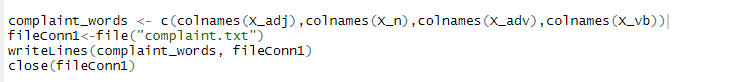 complaint_words <- c(colnames(X_adj),colnames(X_n),colnames(X_adv),colnames(X_vb))
fileConn1<-file("complaint.txt")
writeLines(complaint_words, fileConn1)
close(fileConn1)